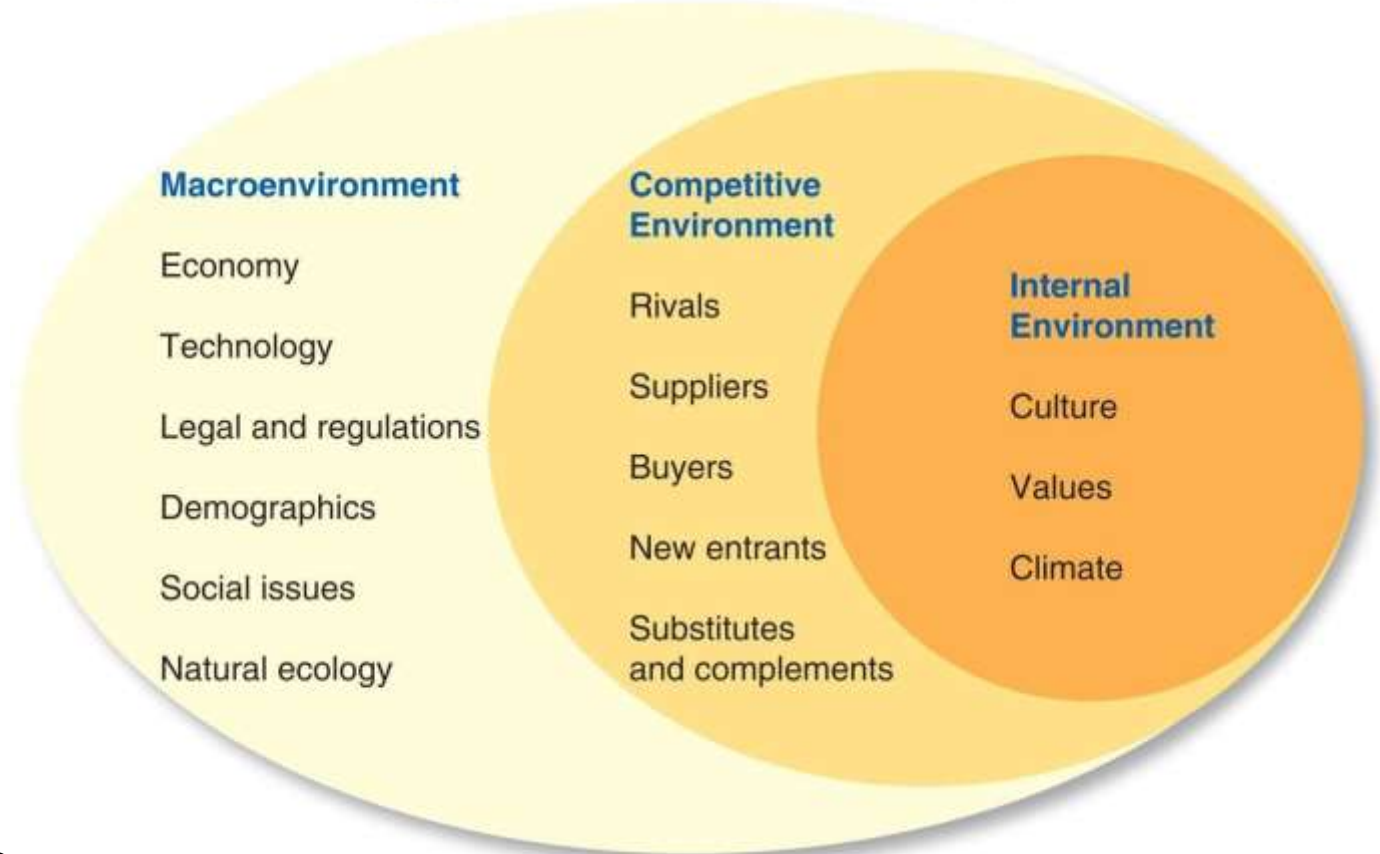 Macroenvironment
Economy
Technology
Legal and regulations
Demographics
Social issues
Natural ecology
Competitive
Environment
Rivals
Suppliers
Buyers
New entrants
Substitutes
and complements
Internal
Environment
Culture
Values
Climate